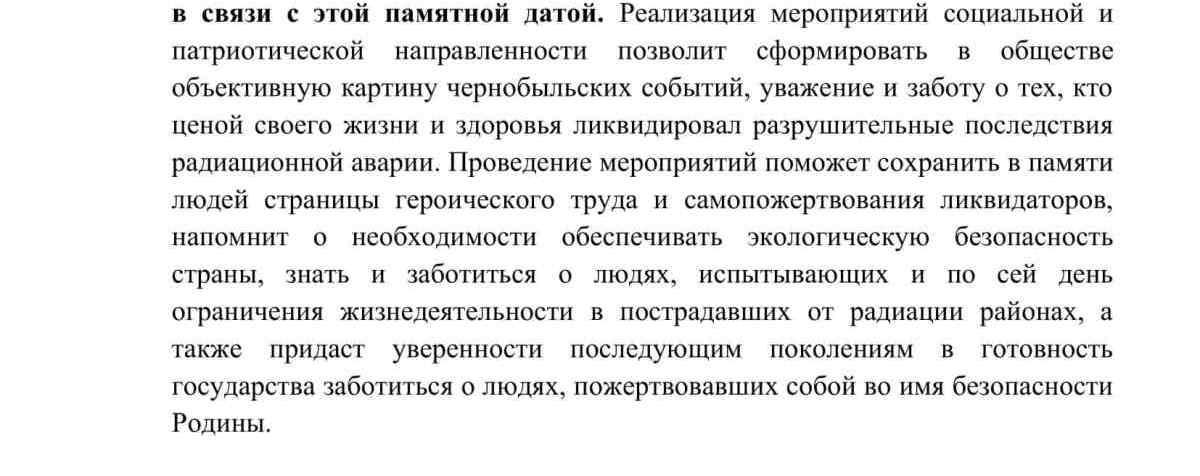 в связи с этой памятной датой. Реализация мероприятий социальной и
патриотической направленности позволит сформировать в обществе
объективную картину чернобыльских событий, уважение и заботу о тех, кто
ценой своего жизни и здоровья ликвидировал разрушительные последствия
радиационной аварии. Проведение мероприятий поможет сохранить в памяти
людей страницы героического труда и самопожертвования ликвидаторов,
напомнит о необходимости обеспечивать экологическую безопасность
страны, знать и заботиться о людях, испытывающих и по сей день
ограничения жизнедеятельности в пострадавших от радиации районах, а
также придаст уверенности последующим поколениям в готовность
государства заботиться о людях, пожертвовавших собой во имя безопасности
Родины.